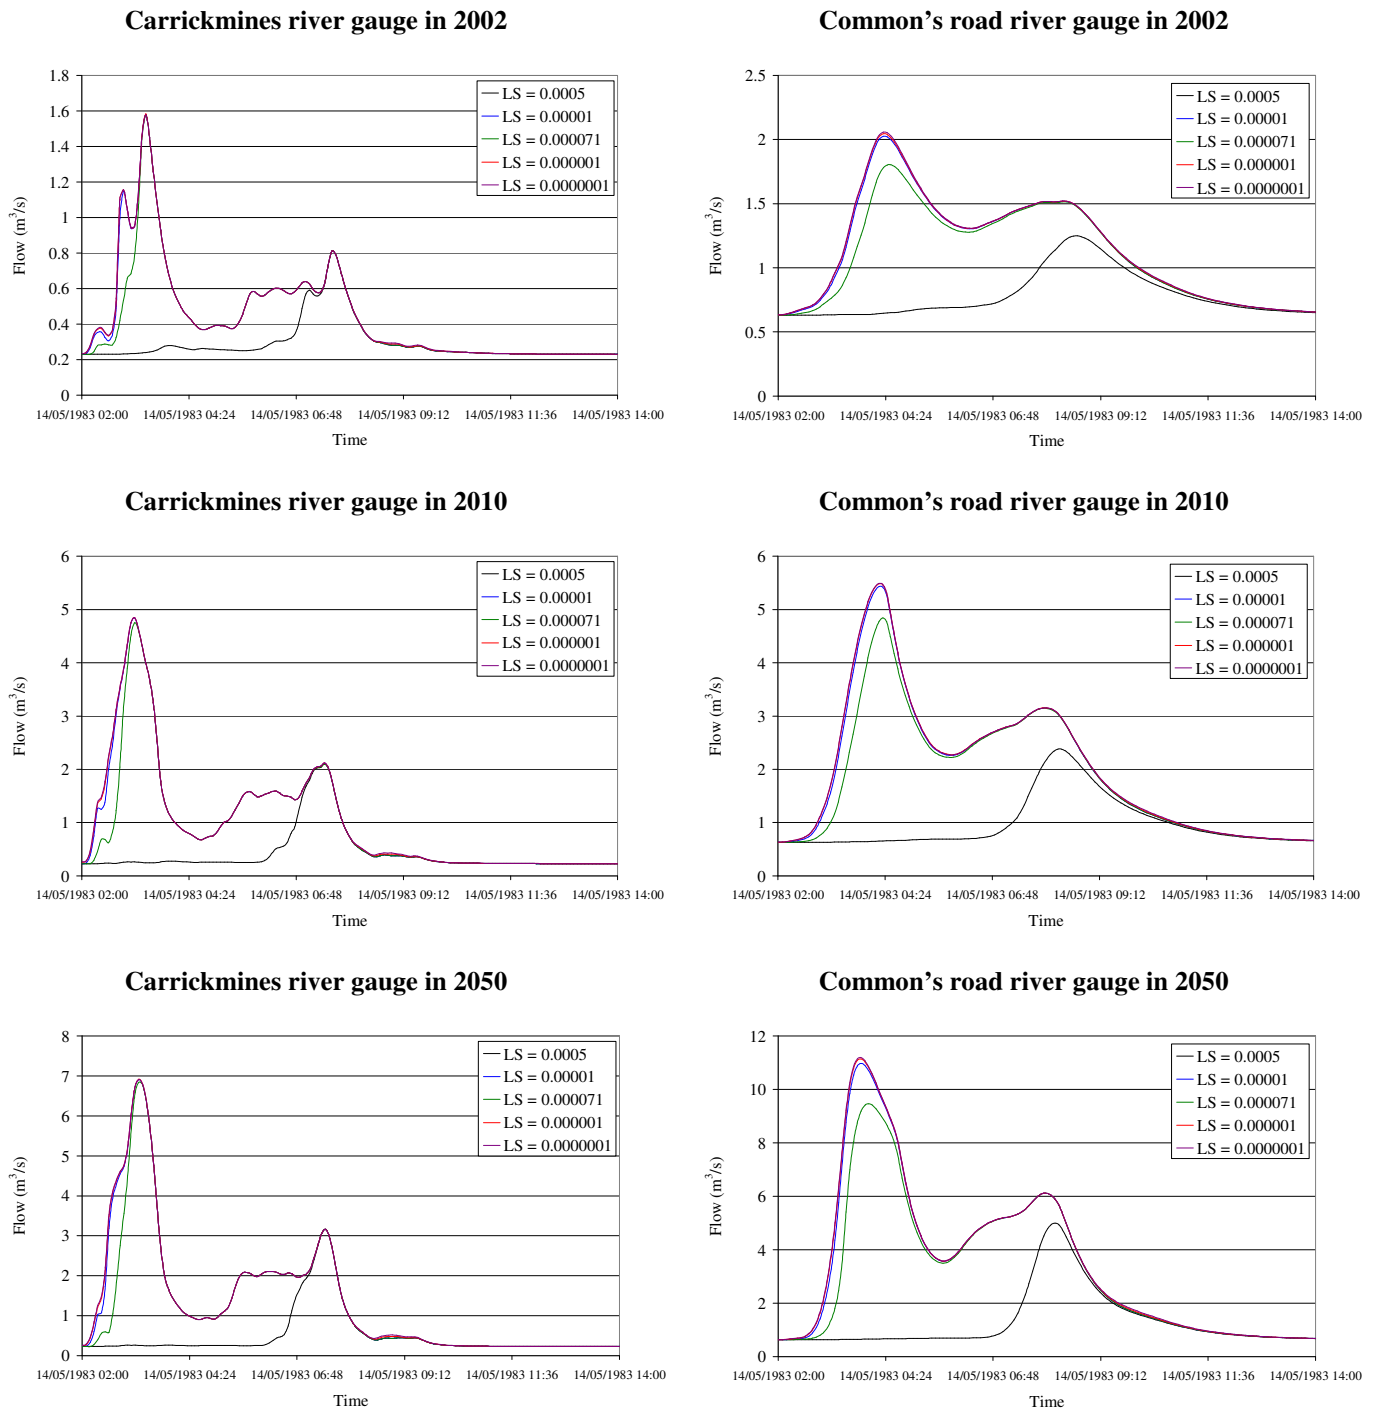 Carrickmines river gauge in 2002
1.8
1.6
1.4
1.2
1
0.8
0.6
0.4
0.2
0
Flow (m³/s)
LS = 0.0005
LS = 0.00001
LS = 0.000071
LS = 0.000001
LS = 0.0000001
14/05/1983 02:00 14/05/1983 04:24 14/05/1983 06:48 14/05/1983 09:12 14/05/1983 11:36 14/05/1983 14:00
Time
Common’s road river gauge in 2002
2.5
2
1.5
1
0.5
0
Flow (m³/s)
LS = 0.0005
LS = 0.00001
LS = 0.000071
LS = 0.000001
LS = 0.0000001
14/05/1983 02:00 14/05/1983 04:24 14/05/1983 06:48 14/05/1983 09:12 14/05/1983 11:36 14/05/1983 14:00
Time
Carrickmines river gauge in 2010
6
5
4
3
2
1
0
Flow (m³/s)
LS = 0.0005
LS = 0.00001
LS = 0.000071
LS = 0.000001
LS = 0.0000001
14/05/1983 02:00 14/05/1983 04:24 14/05/1983 06:48 14/05/1983 09:12 14/05/1983 11:36 14/05/1983 14:00
Time
Common’s road river gauge in 2010
6
5
4
3
2
1
0
Flow (m³/s)
LS = 0.0005
LS = 0.00001
LS = 0.000071
LS = 0.000001
LS = 0.0000001
14/05/1983 02:00 14/05/1983 04:24 14/05/1983 06:48 14/05/1983 09:12 14/05/1983 11:36 14/05/1983 14:00
Time
Carrickmines river gauge in 2050
8
7
6
5
4
3
2
1
0
Flow (m³/s)
LS = 0.0005
LS = 0.00001
LS = 0.000071
LS = 0.000001
LS = 0.0000001
14/05/1983 02:00 14/05/1983 04:24 14/05/1983 06:48 14/05/1983 09:12 14/05/1983 11:36 14/05/1983 14:00
Time
Common’s road river gauge in 2050
12
10
8
6
4
2
0
Flow (m³/s)
LS = 0.0005
LS = 0.00001
LS = 0.000071
LS = 0.000001
LS = 0.0000001
14/05/1983 02:00 14/05/1983 04:24 14/05/1983 06:48 14/05/1983 09:12 14/05/1983 11:36 14/05/1983 14:00
Time